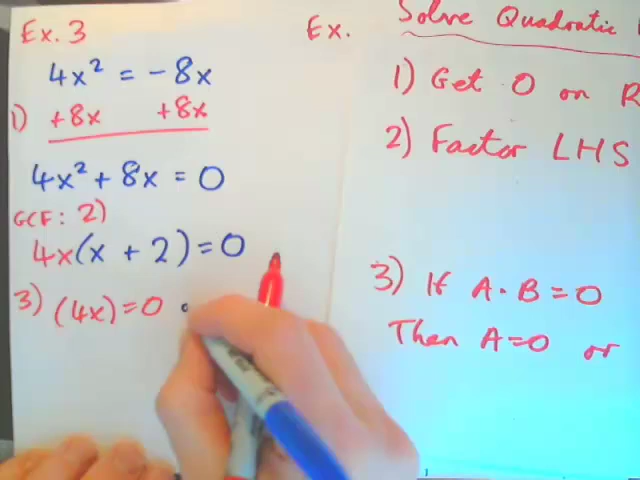 Ex. 3
4x² = -8x
1) +8x +8x
4x² + 8x = 0
GCF: 2)
4x(x + 2) = 0
3) (4x) = 0
Ex.
Solve Quadratic
1) Get 0 on R
2) Factor LHS
3) If A · B = 0
Then A = 0 or